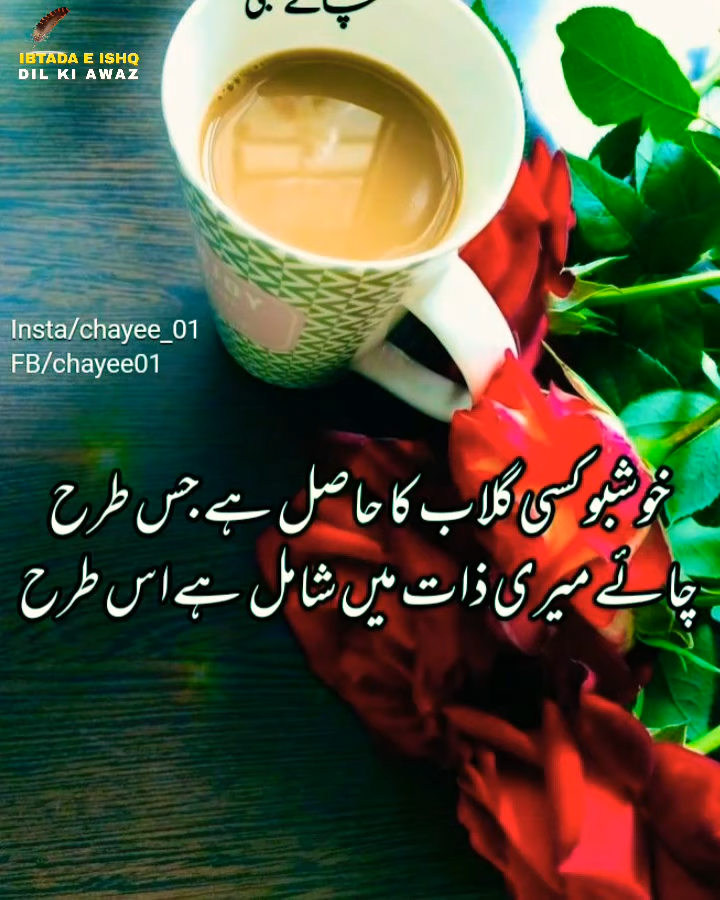 IBTADA E ISHQ
DIL KI AWAZ
Insta/chayee_01
FB/chayee01
خوشبو کسی گلاب کا حاصل ہے جس طرح
چائے میری ذات میں شامل ہے اس طرح